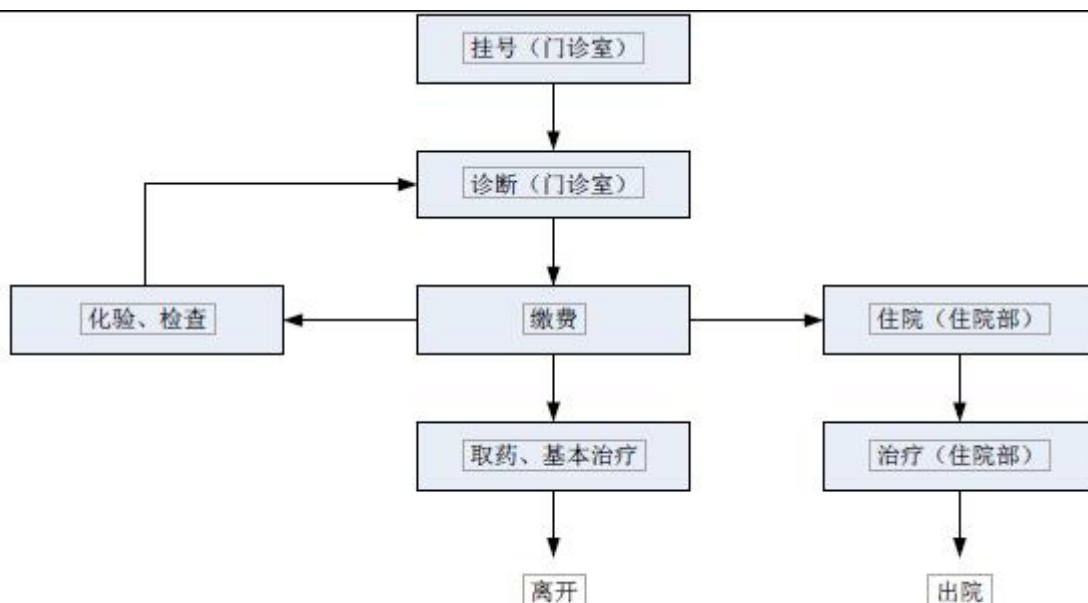 挂号（门诊室）
诊断（门诊室）
化验、检查
缴费
住院（住院部）
取药、基本治疗
治疗（住院部）
离开
出院